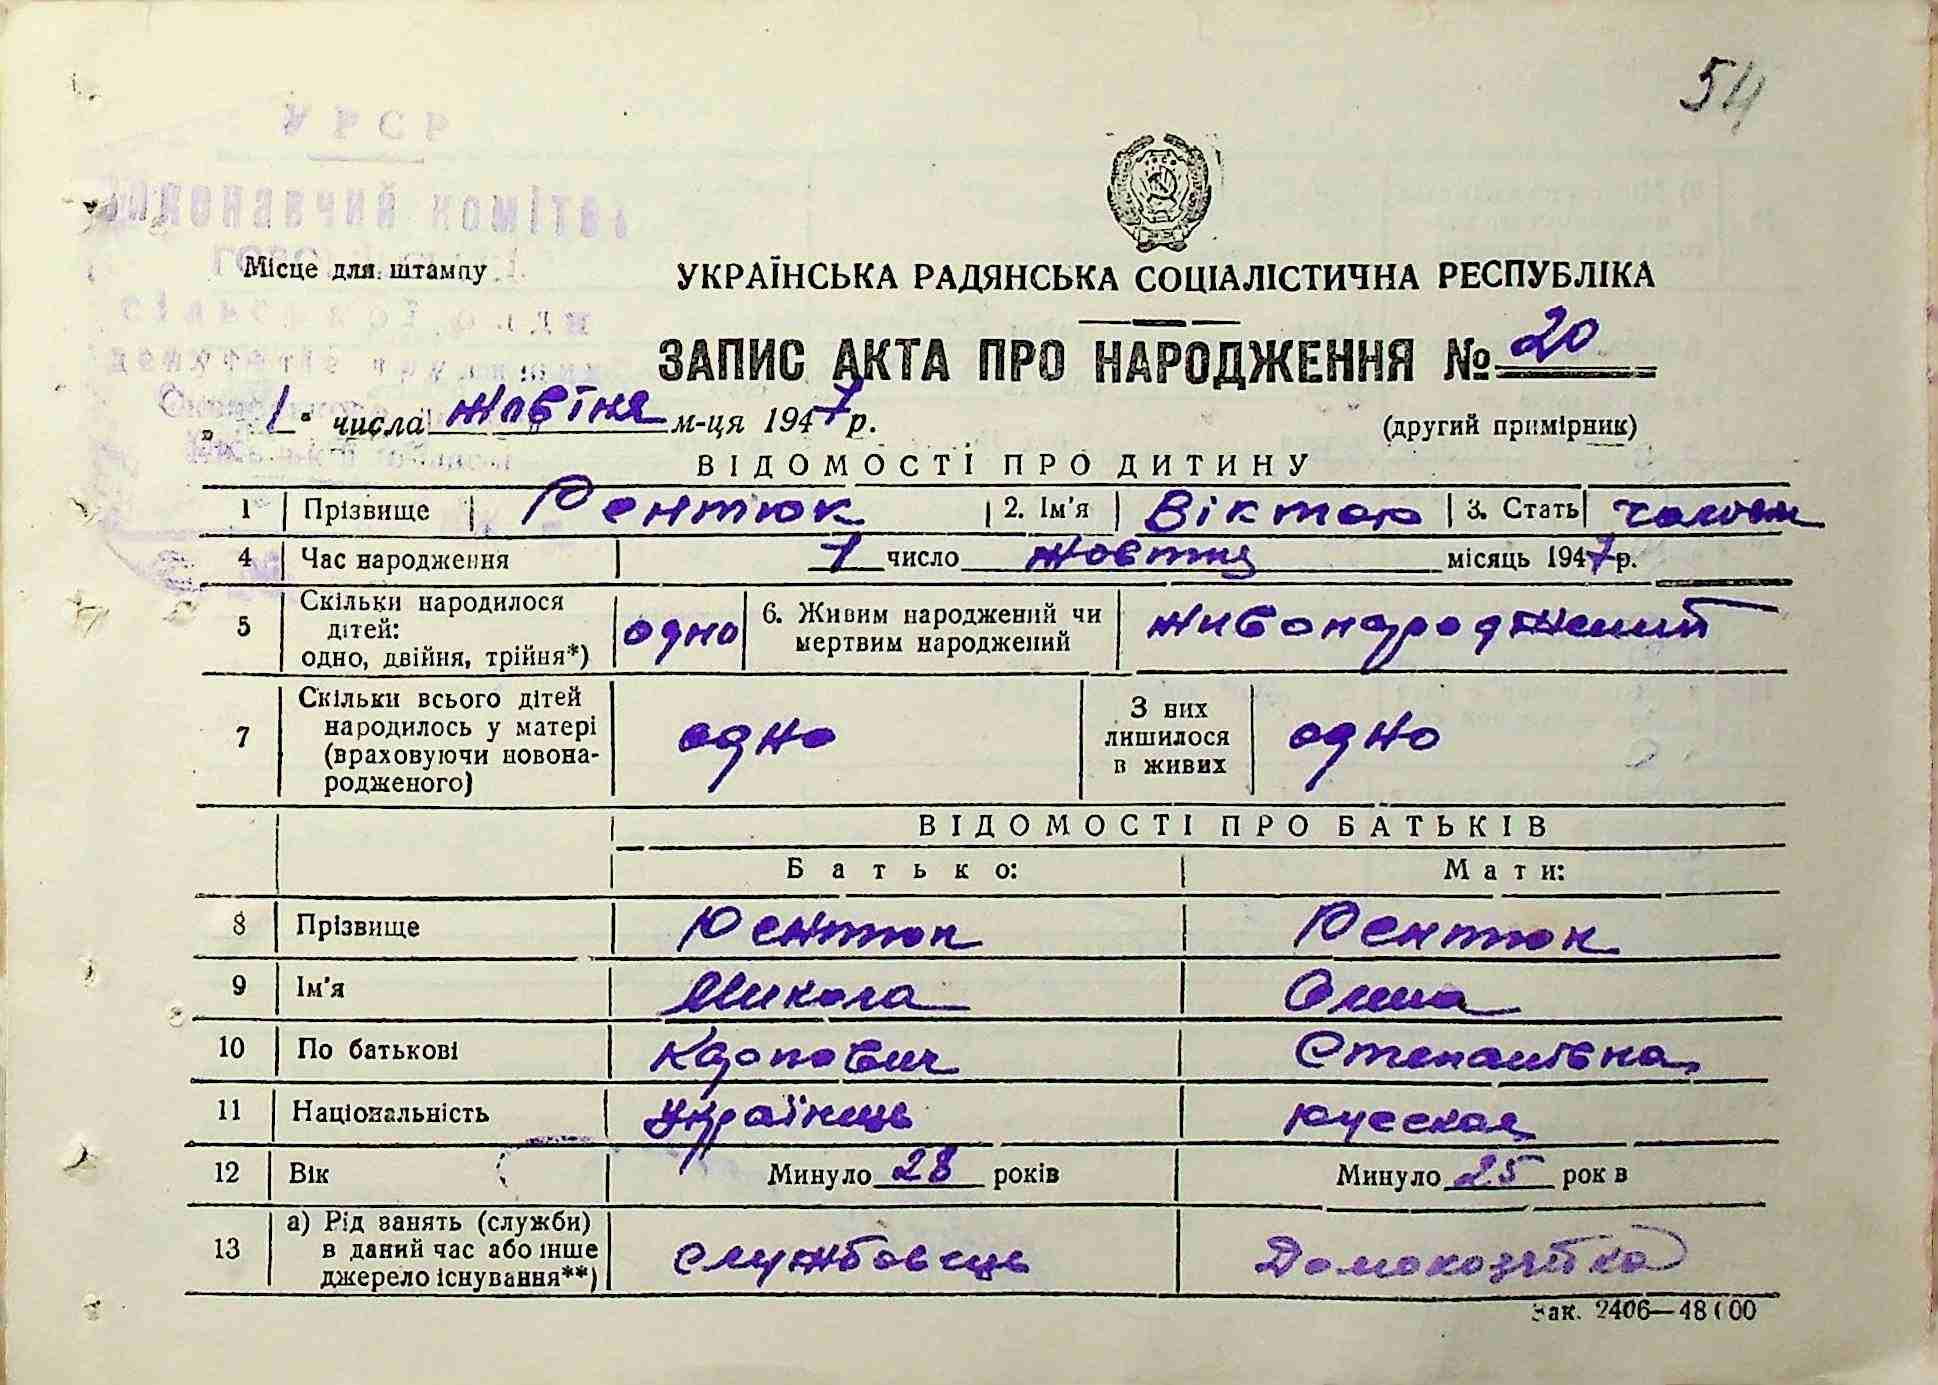 54
УРСР
Виконавчий комітет
Місце для штампу
УКРАЇНСЬКА РАДЯНСЬКА СОЦІАЛІСТИЧНА РЕСПУБЛІКА
ЗАПИС АКТА ПРО НАРОДЖЕННЯ № 20
„1" числа жовтня м-ця 1947 р.
(другий примірник)
ВІДОМОСТІ ПРО ДИТИНУ
1 Прізвище Рентюк 2. Ім'я Віктор 3. Стать
4 Час народження 1 число жовтня місяць 1947 р.
5 Скільки народилося дітей: одно, двійня, трійня*) одно 6. Живим народжений чи мертвим народжений живонароджений
7 Скільки всього дітей народилось у матері (враховуючи новонародженого) одно З них лишилося в живих одно
ВІДОМОСТІ ПРО БАТЬКІВ
Батько: Мати:
8 Прізвище Рентюк Рентюк
9 Ім'я Микола
10 По батькові Карпович Степанівна
11 Національність Українець русская
12 Вік Минуло 28 років Минуло 25 років
13 а) Рід занять (служби) в даний час або інше джерело існування**) службовець Домохозяйка
Зак. 2406—48000